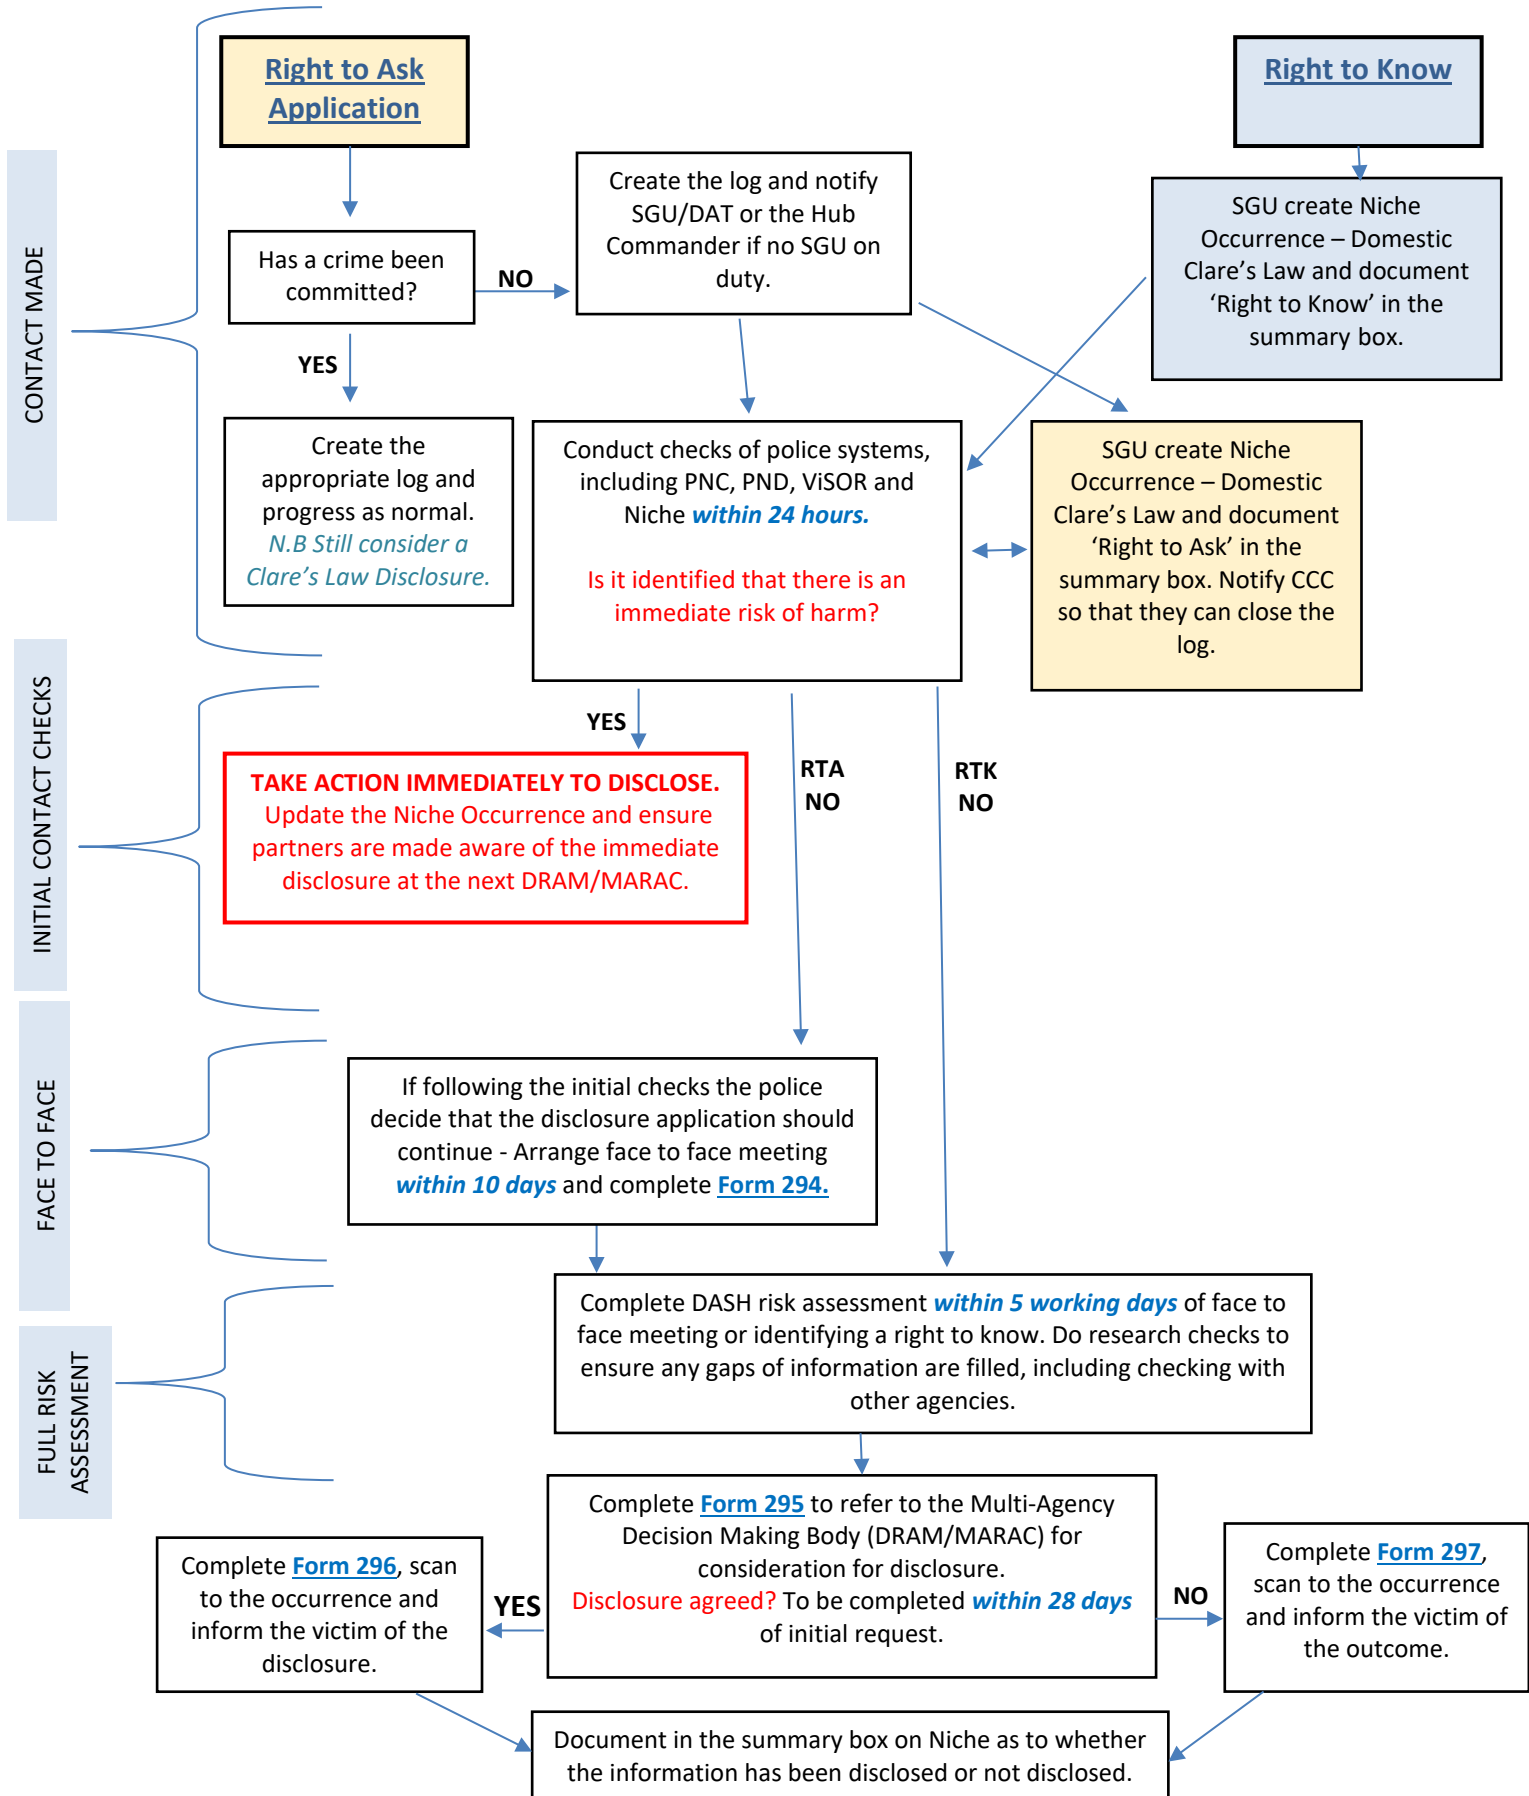 Right to Ask
Application
Right to Know
CONTACT MADE
Has a crime been
committed?
NO
Create the log and notify
SGU/DAT or the Hub
Commander if no SGU on
duty.
SGU create Niche
Occurrence – Domestic
Clare’s Law and document
‘Right to Know’ in the
summary box.
YES
Create the
appropriate log and
progress as normal.
N.B Still consider a
Clare’s Law Disclosure.
Conduct checks of police systems,
including PNC, PND, ViSOR and
Niche within 24 hours.
Is it identified that there is an
immediate risk of harm?
SGU create Niche
Occurrence – Domestic
Clare’s Law and document
‘Right to Ask’ in the
summary box. Notify CCC
so that they can close the
log.
INITIAL CONTACT CHECKS
YES
RTA
NO
RTK
NO
TAKE ACTION IMMEDIATELY TO DISCLOSE.
Update the Niche Occurrence and ensure
partners are made aware of the immediate
disclosure at the next DRAM/MARAC.
FACE TO FACE
If following the initial checks the police
decide that the disclosure application should
continue - Arrange face to face meeting
within 10 days and complete Form 294.
FULL RISK
ASSESSMENT
Complete DASH risk assessment within 5 working days of face to
face meeting or identifying a right to know. Do research checks to
ensure any gaps of information are filled, including checking with
other agencies.
Complete Form 295 to refer to the Multi-Agency
Decision Making Body (DRAM/MARAC) for
consideration for disclosure.
Disclosure agreed? To be completed within 28 days
of initial request.
YES
Complete Form 296, scan
to the occurrence and
inform the victim of the
disclosure.
NO
Complete Form 297,
scan to the occurrence
and inform the victim of
the outcome.
Document in the summary box on Niche as to whether
the information has been disclosed or not disclosed.